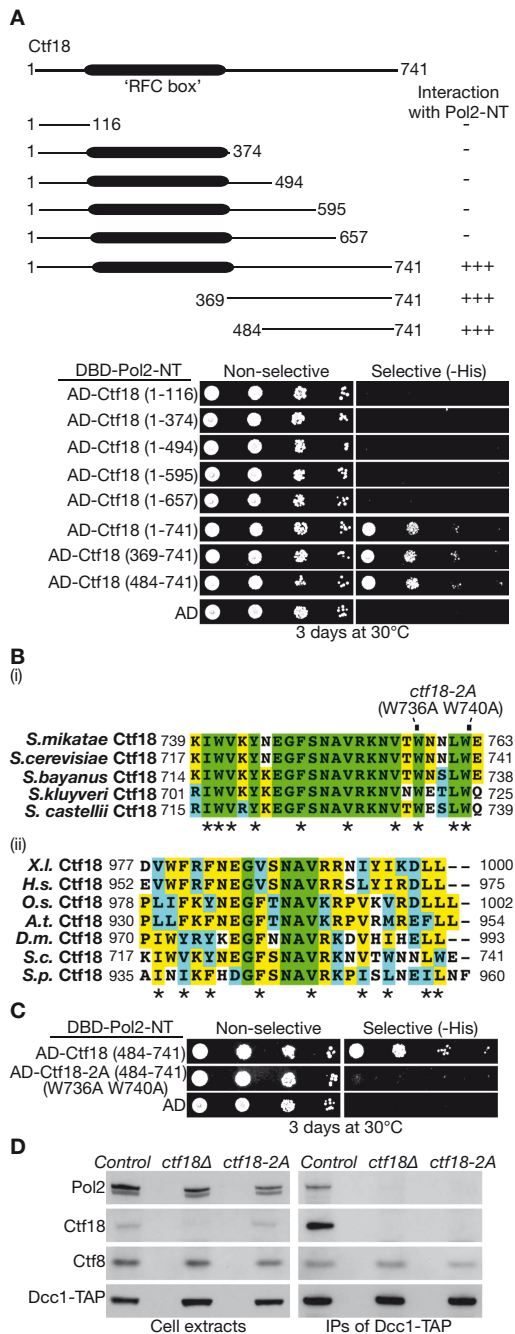 A
Ctf18
1 741
'RFC box'
Interaction
with Pol2-NT
1 116 -
1 374 -
1 494 -
1 595 -
1 657 -
1 741 +++
369 741 +++
484 741 +++
DBD-Pol2-NT Non-selective Selective (-His)
AD-Ctf18 (1-116)
AD-Ctf18 (1-374)
AD-Ctf18 (1-494)
AD-Ctf18 (1-595)
AD-Ctf18 (1-657)
AD-Ctf18 (1-741)
AD-Ctf18 (369-741)
AD-Ctf18 (484-741)
AD
3 days at 30°C
B
(i)
ctf18-2A
(W736A W740A)
S.mikatae Ctf18 739 KIWVKYNEGFSNAVRKNVTWNNLWE 763
S.cerevisiae Ctf18 717 KIWVKYNEGFSNAVRKNVTWNNLWE 741
S.bayanus Ctf18 714 KIWVKYKEGFSNAVRKNVTWNSLWE 738
S.kluyveri Ctf18 701 RIWVKYKEGFSNAVRKNVNWETLWQ 725
S. castellii Ctf18 715 RIWVRYKEGFSNAVRKNVTWESLWQ 739
*** * * * * * **
(ii)
X.l. Ctf18 977 DVWFRFNEGVSNAVRRNIYIKDLL-- 1000
H.s. Ctf18 952 EVWFRFNEGVSNAVRRSLYIRDLL-- 975
O.s. Ctf18 978 PLIFKYNEGFTNAVKRPVKVRDLLL- 1002
A.t. Ctf18 930 PLLFKFNEGFTNAVKRPVRMREFLL- 954
D.m. Ctf18 970 PIWYRYKEGFNNAVRKDVHIHELL-- 993
S.c. Ctf18 717 KIWVKYNEGFSNAVRKNVTWNNLWE- 741
S.p. Ctf18 935 AINIKFHDGFSNAVRKPISLNEILNF 960
* * * * * * * **
C
DBD-Pol2-NT Non-selective Selective (-His)
AD-Ctf18 (484-741)
AD-Ctf18-2A (484-741)
(W736A W740A)
AD
3 days at 30°C
D
Control ctf18Δ ctf18-2A Control ctf18Δ ctf18-2A
Pol2
Ctf18
Ctf8
Dcc1-TAP
Cell extracts IPs of Dcc1-TAP